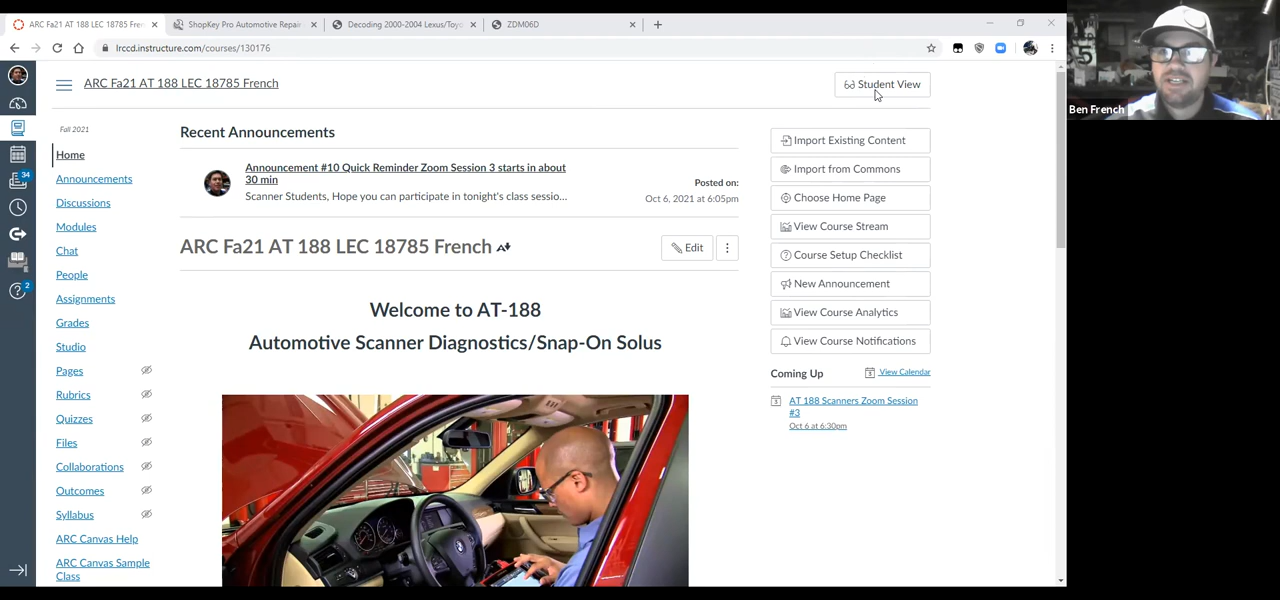 ARC Fa21 AT 188 LEC 18785 Fren
ShopKey Pro Automotive Repair
Decoding 2000-2004 Lexus/Toyo
ZDM06D
lrccd.instructure.com/courses/130176
ARC Fa21 AT 188 LEC 18785 French
Student View
Ben French
Fall 2021
Home
Announcements
Discussions
Modules
Chat
People
Assignments
Grades
Studio
Pages
Rubrics
Quizzes
Files
Collaborations
Outcomes
Syllabus
ARC Canvas Help
ARC Canvas Sample
Class
34
2
Recent Announcements
Announcement #10 Quick Reminder Zoom Session 3 starts in about
30 min
Scanner Students, Hope you can participate in tonight's class sessio...
Posted on:
Oct 6, 2021 at 6:05pm
ARC Fa21 AT 188 LEC 18785 French
Edit
Welcome to AT-188
Automotive Scanner Diagnostics/Snap-On Solus
Import Existing Content
Import from Commons
Choose Home Page
View Course Stream
Course Setup Checklist
New Announcement
View Course Analytics
View Course Notifications
Coming Up
View Calendar
AT 188 Scanners Zoom Session
#3
Oct 6 at 6:30pm